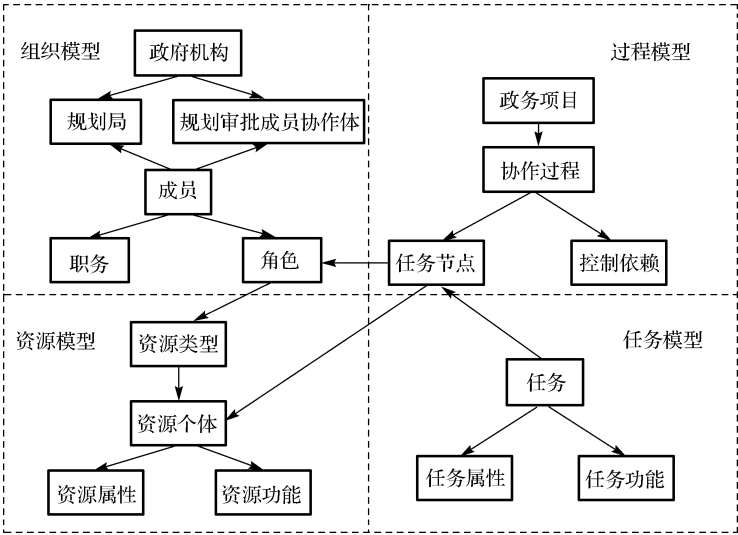 组织模型
政府机构
规划局
规划审批成员协作体
成员
职务
角色
过程模型
政务项目
协作过程
任务节点
控制依赖
资源模型
资源类型
资源个体
资源属性
资源功能
任务模型
任务
任务属性
任务功能